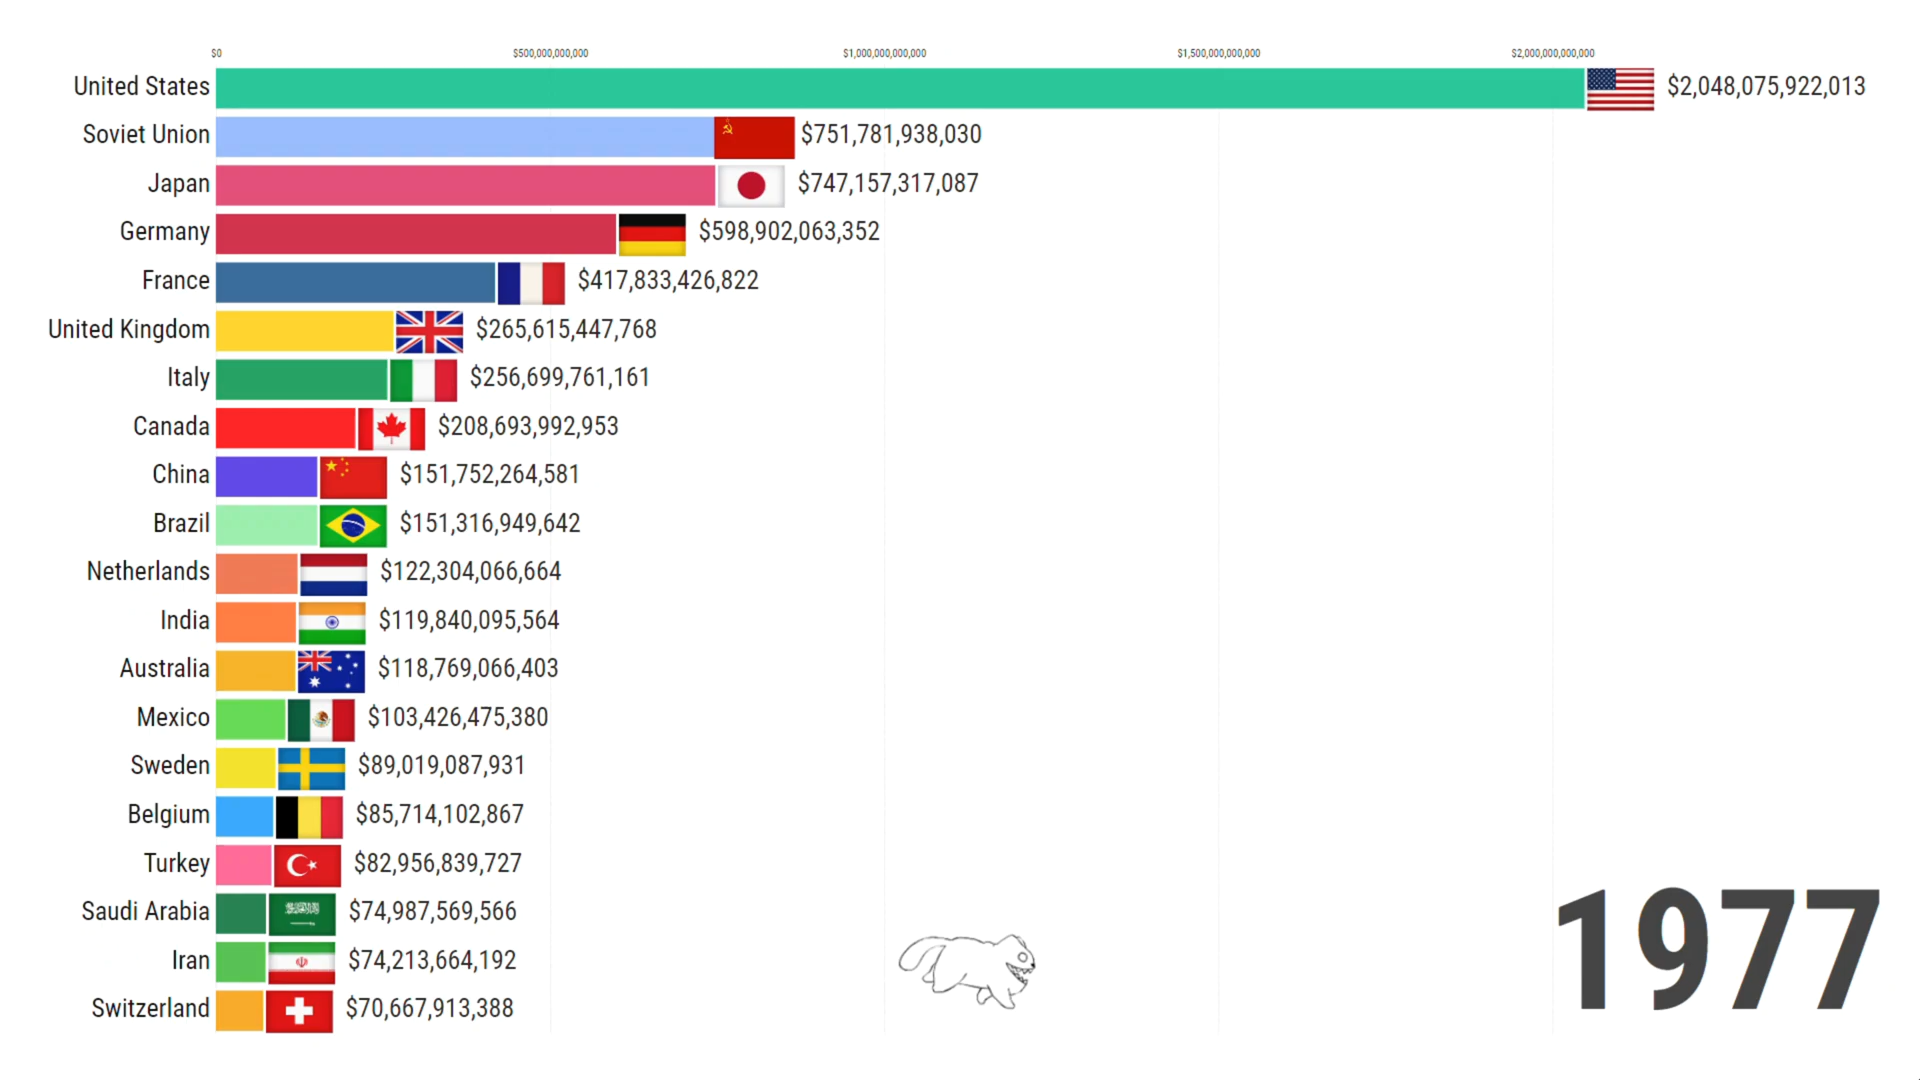 $0 $500,000,000,000 $1,000,000,000,000 $1,500,000,000,000 $2,000,000,000,000
United States $2,048,075,922,013
Soviet Union $751,781,938,030
Japan $747,157,317,087
Germany $598,902,063,352
France $417,833,426,822
United Kingdom $265,615,447,768
Italy $256,699,761,161
Canada $208,693,992,953
China $151,752,264,581
Brazil $151,316,949,642
Netherlands $122,304,066,664
India $119,840,095,564
Australia $118,769,066,403
Mexico $103,426,475,380
Sweden $89,019,087,931
Belgium $85,714,102,867
Turkey $82,956,839,727
Saudi Arabia $74,987,569,566
Iran $74,213,664,192
Switzerland $70,667,913,388
1977